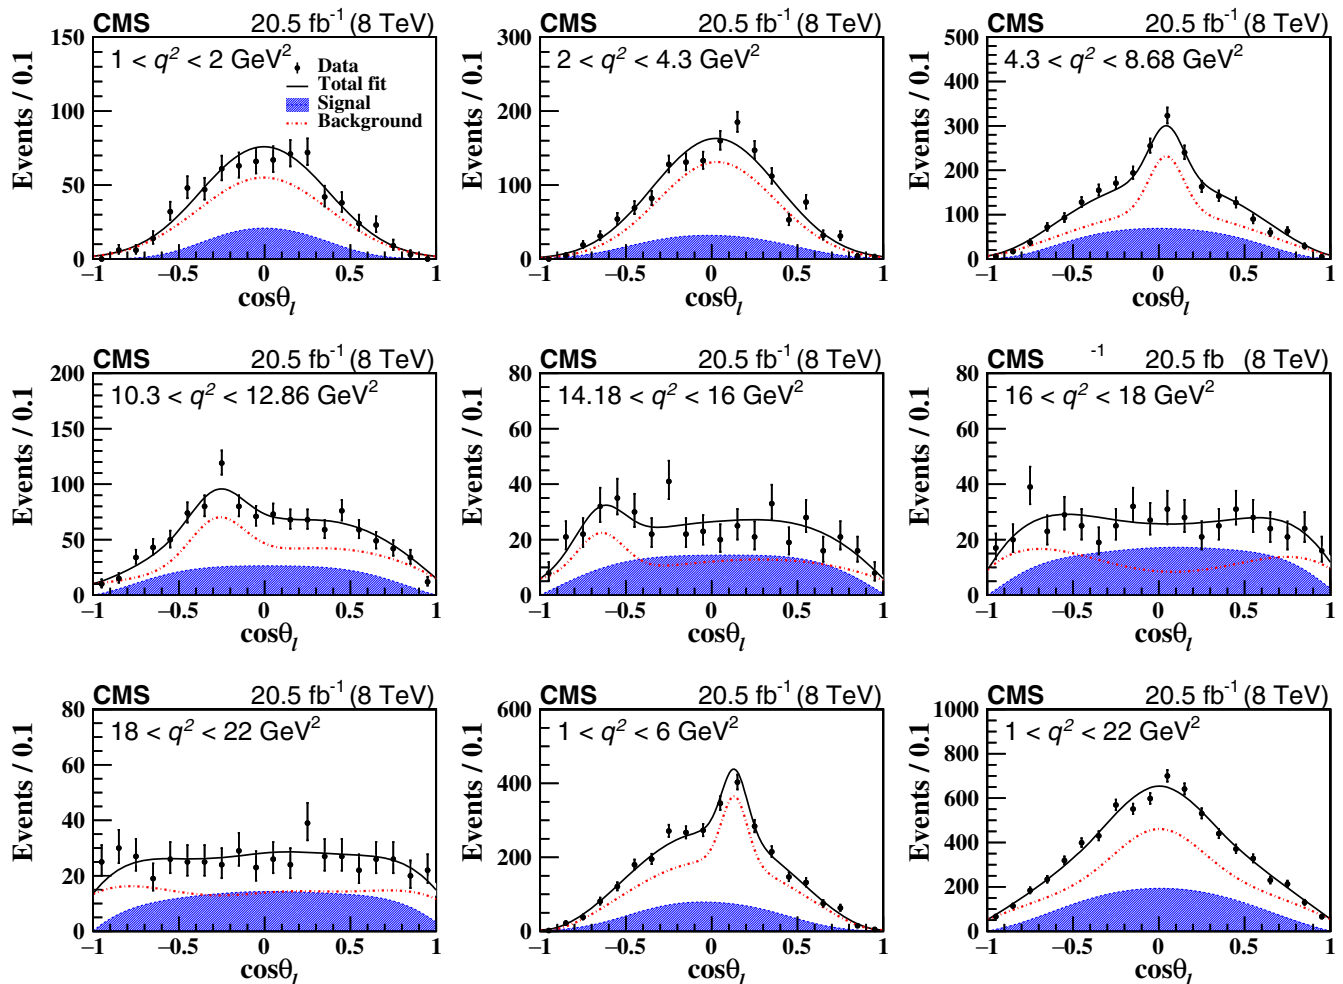 CMS 20.5 fb⁻¹ (8 TeV) CMS 20.5 fb⁻¹ (8 TeV) CMS 20.5 fb⁻¹ (8 TeV)
Events / 0.1
150
100
50
0
1 < q² < 2 GeV²
Data
Total fit
Signal
Background
−1 −0.5 0 0.5 1
cosθ_l
Events / 0.1
300
200
100
0
2 < q² < 4.3 GeV²
−1 −0.5 0 0.5 1
cosθ_l
Events / 0.1
500
400
300
200
100
0
4.3 < q² < 8.68 GeV²
−1 −0.5 0 0.5 1
cosθ_l
CMS 20.5 fb⁻¹ (8 TeV) CMS 20.5 fb⁻¹ (8 TeV) CMS ⁻¹ 20.5 fb (8 TeV)
Events / 0.1
200
150
100
50
0
10.3 < q² < 12.86 GeV²
−1 −0.5 0 0.5 1
cosθ_l
Events / 0.1
80
60
40
20
0
14.18 < q² < 16 GeV²
−1 −0.5 0 0.5 1
cosθ_l
Events / 0.1
80
60
40
20
0
16 < q² < 18 GeV²
−1 −0.5 0 0.5 1
cosθ_l
CMS 20.5 fb⁻¹ (8 TeV) CMS 20.5 fb⁻¹ (8 TeV) CMS 20.5 fb⁻¹ (8 TeV)
Events / 0.1
80
60
40
20
0
18 < q² < 22 GeV²
−1 −0.5 0 0.5 1
cosθ_l
Events / 0.1
600
400
200
0
1 < q² < 6 GeV²
−1 −0.5 0 0.5 1
cosθ_l
Events / 0.1
1000
800
600
400
200
0
1 < q² < 22 GeV²
−1 −0.5 0 0.5 1
cosθ_l